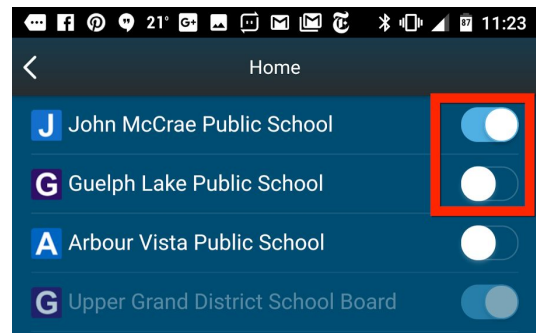 21° G+ 87 11:23
Home
J John McCrae Public School
G Guelph Lake Public School
A Arbour Vista Public School
G Upper Grand District School Board